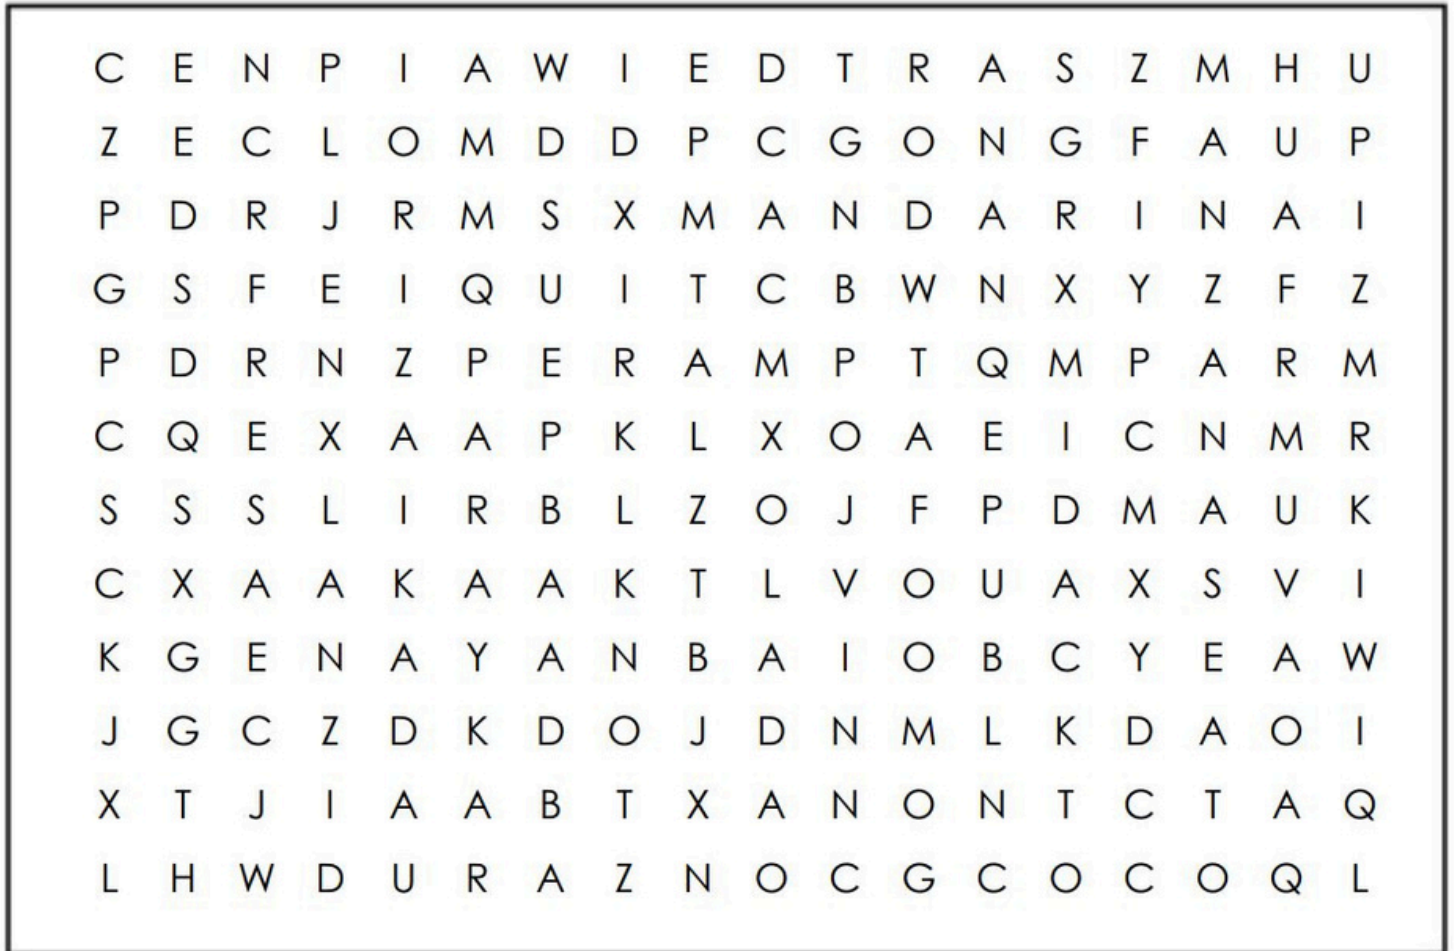 C E N P I A W I E D T R A S Z M H U
Z E C L O M D D P C G O N G F A U P
P D R J R M S X M A N D A R I N A I
G S F E I Q U I T C B W N X Y Z F Z
P D R N Z P E R A M P T Q M P A R M
C Q E X A A P K L X O A E I C N M R
S S S L I R B L Z O J F P D M A U K
C X A A K A A K T L V O U A X S V I
K G E N A Y A N B A I O B C Y E A W
J G C Z D K D O J D N M L K D A O I
X T J I A A B T X A N O N T C T A Q
L H W D U R A Z N O C G C O C O Q L